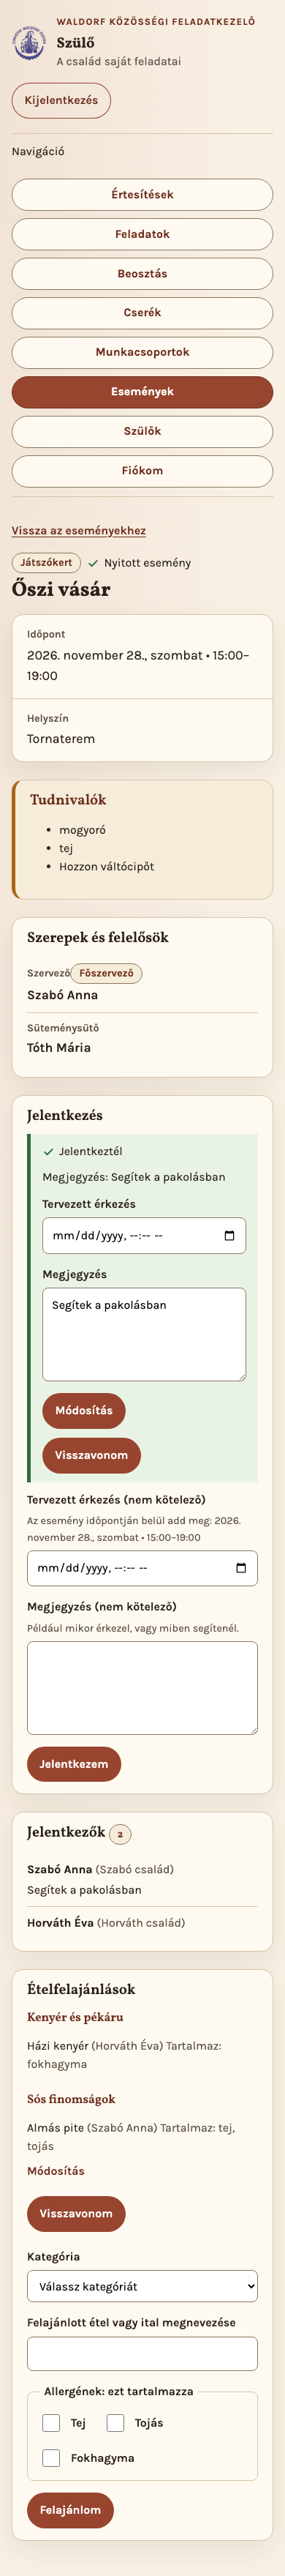 WALDORF KÖZÖSSÉGI FELADATKEZELŐ
Szülő
A család saját feladatai
Kijelentkezés
Navigáció
Értesítések
Feladatok
Beosztás
Cserék
Munkacsoportok
Események
Szülők
Fiókom
Vissza az eseményekhez
Játszókert
Nyitott esemény
Őszi vásár
Időpont
2026. november 28., szombat • 15:00–
19:00
Helyszín
Tornaterem
Tudnivalók
mogyoró
tej
Hozzon váltócipőt
Szerepek és felelősök
Szervező Főszervező
Szabó Anna
Süteménysütő
Tóth Mária
Jelentkezés
Jelentkeztél
Megjegyzés: Segítek a pakolásban
Tervezett érkezés
mm/dd/yyyy, --:-- --
Megjegyzés
Segítek a pakolásban
Módosítás
Visszavonom
Tervezett érkezés (nem kötelező)
Az esemény időpontján belül add meg: 2026.
november 28., szombat • 15:00–19:00
mm/dd/yyyy, --:-- --
Megjegyzés (nem kötelező)
Például mikor érkezel, vagy miben segítenél.
Jelentkezem
Jelentkezők 2
Szabó Anna (Szabó család)
Segítek a pakolásban
Horváth Éva (Horváth család)
Ételfelajánlások
Kenyér és pékáru
Házi kenyér (Horváth Éva) Tartalmaz:
fokhagyma
Sós finomságok
Almás pite (Szabó Anna) Tartalmaz: tej,
tojás
Módosítás
Visszavonom
Kategória
Válassz kategóriát
Felajánlott étel vagy ital megnevezése
Allergének: ezt tartalmazza
Tej
Tojás
Fokhagyma
Felajánlom